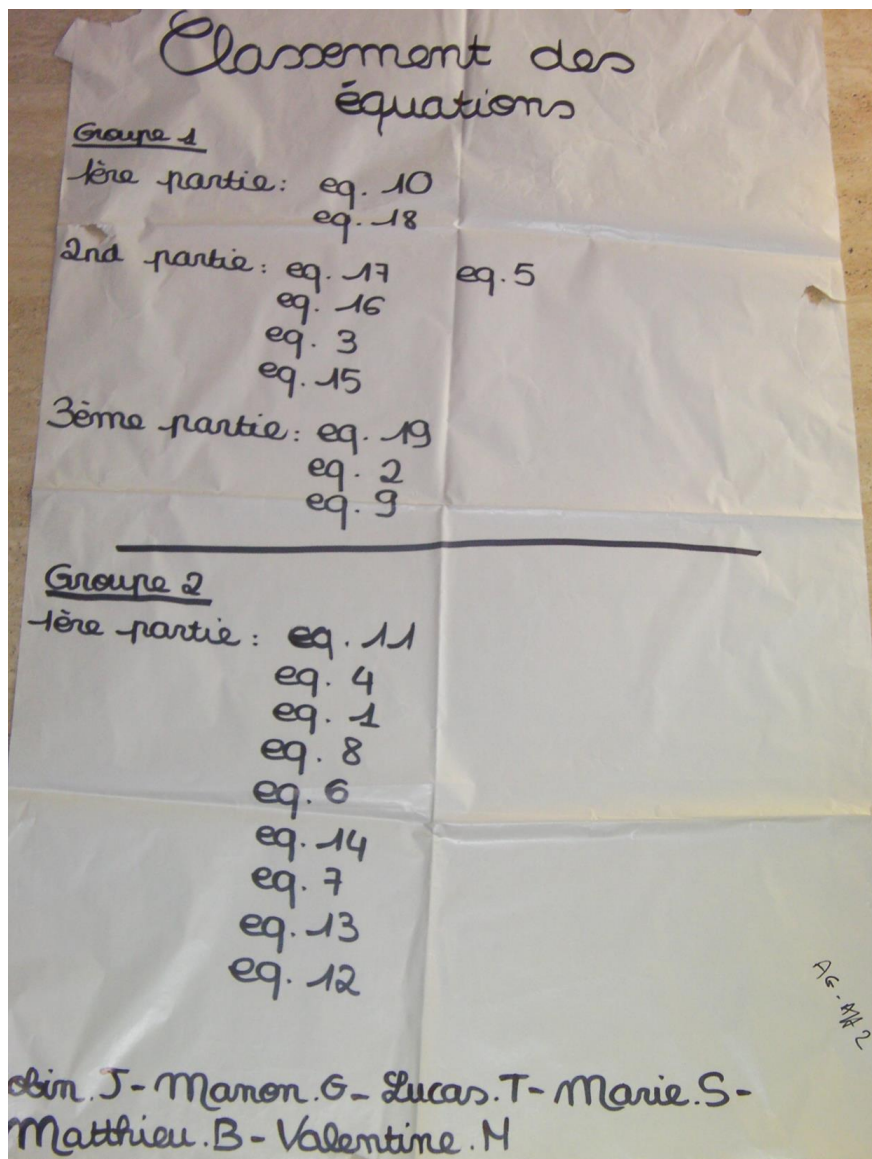 Classement des
équations
Groupe 1
1ère partie: eq. 10
eq. 18
2nd partie: eq. 17 eq. 5
eq. 16
eq. 3
eq. 15
3ème partie: eq. 19
eq. 2
eq. 9
Groupe 2
1ère partie: eq. 11
eq. 4
eq. 1
eq. 8
eq. 6
eq. 14
eq. 7
eq. 13
eq. 12
obin.J-Manon.G-Lucas.T-Marie.S-
Matthieu.B-Valentine.M